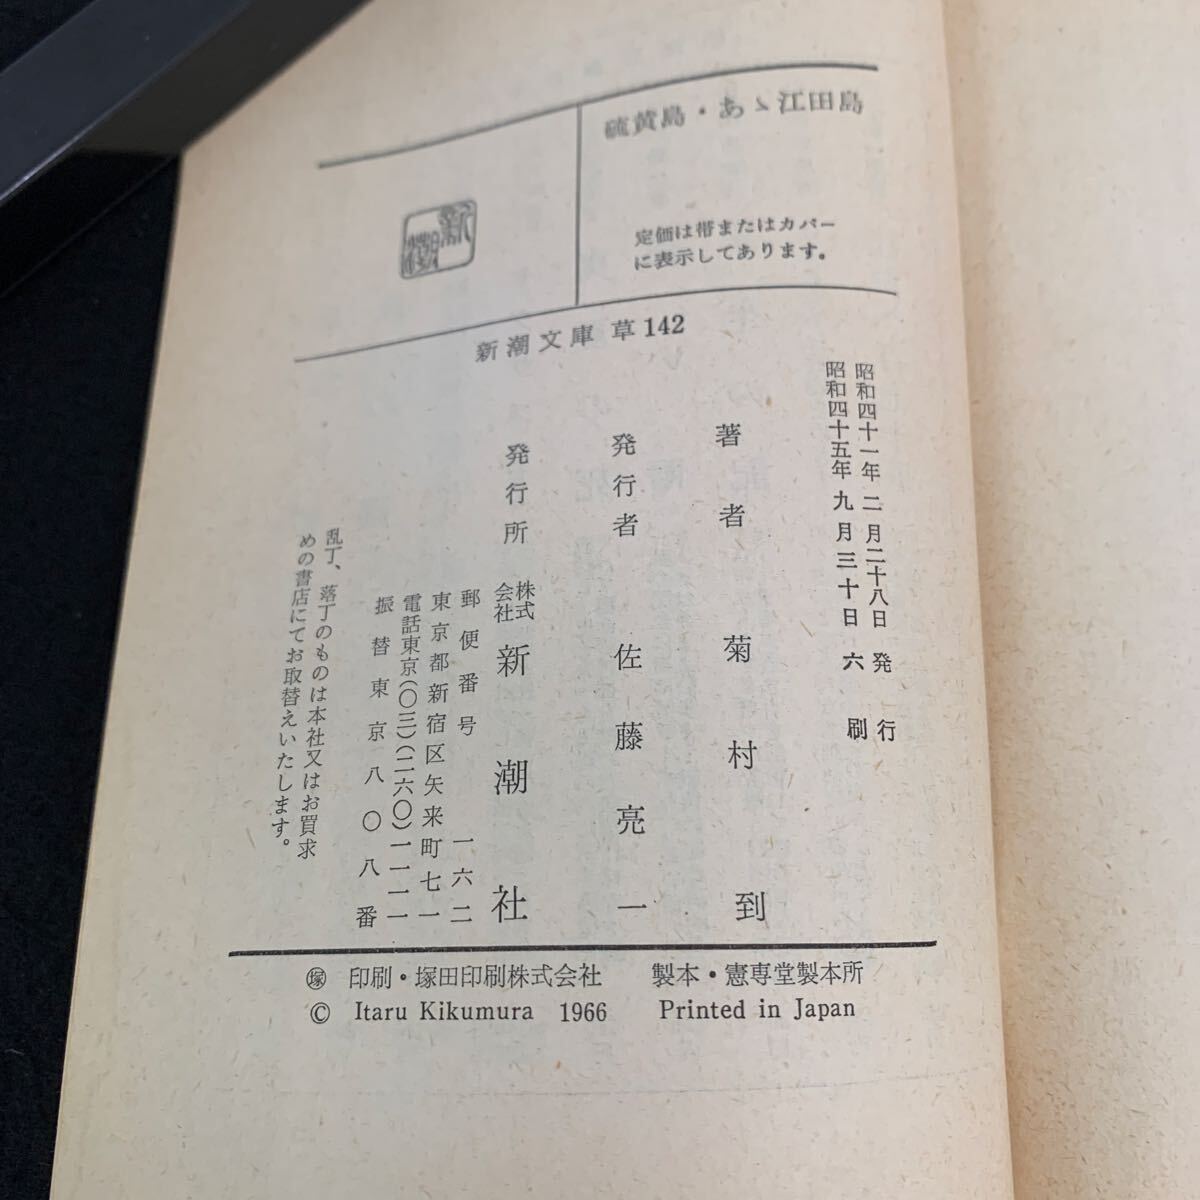 硫黄島・あゝ江田島
定価は帯またはカバー
に表示してあります。
新潮
新潮文庫 草142
昭和四十一年 二 月二十八日 発 行
昭和四十五年 九 月三十日 六 刷
著者 菊村到
発行者 佐藤亮一
発行所 株式会社 新潮社
郵便番号 一六二
東京都新宿区矢来町七一
電話東京(〇三)(二六〇)一一一一
振替東京八〇八番
乱丁、落丁のものは本社又はお買求
めの書店にてお取替えいたします。
塚 印刷・塚田印刷株式会社 製本・憲専堂製本所
© Itaru Kikumura 1966 Printed in Japan